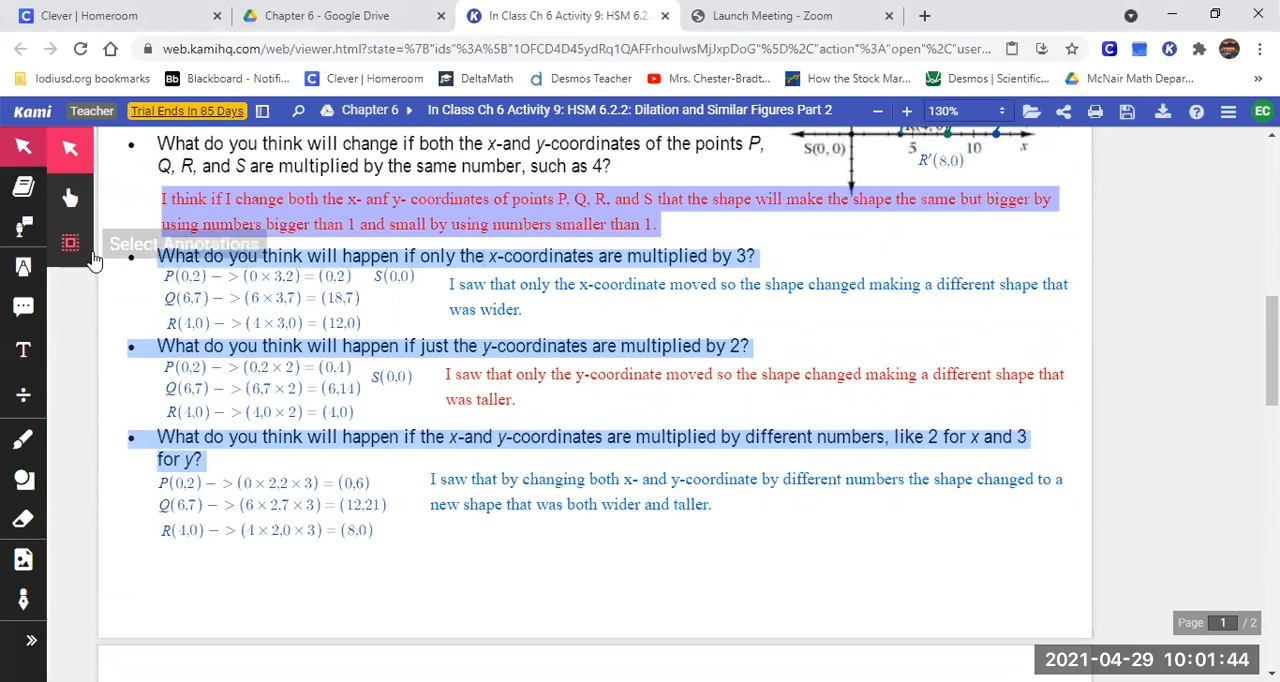 Clever | Homeroom
Chapter 6 - Google Drive
In Class Ch 6 Activity 9: HSM 6.2.
Launch Meeting - Zoom
web.kamihq.com/web/viewer.html?state=%7B"ids"%3A%5B"1OFCD4D45ydRq1QAFFrhoulwsMjJxpDoG"%5D%2C"action"%3A"open"%2C"user...
lodiusd.org bookmarks
Blackboard - Notifi...
Clever | Homeroom
DeltaMath
Desmos Teacher
Mrs. Chester-Bradt...
How the Stock Mar...
Desmos | Scientific...
McNair Math Depar...
»
Kami
Teacher
Trial Ends In 85 Days
Chapter 6
In Class Ch 6 Activity 9: HSM 6.2.2: Dilation and Similar Figures Part 2
130%
EC
• What do you think will change if both the x-and y-coordinates of the points P,
Q, R, and S are multiplied by the same number, such as 4?
S(0, 0)
5
10
x
R'(8,0)
I think if I change both the x- anf y- coordinates of points P, Q, R, and S that the shape will make the shape the same but bigger by
using numbers bigger than 1 and small by using numbers smaller than 1.
Select Annotations
• What do you think will happen if only the x-coordinates are multiplied by 3?
P(0,2) − > (0 × 3,2) = (0,2) S(0,0)
Q(6,7) − > (6 × 3,7) = (18,7)
R(4,0) − > (4 × 3,0) = (12,0)
I saw that only the x-coordinate moved so the shape changed making a different shape that
was wider.
• What do you think will happen if just the y-coordinates are multiplied by 2?
P(0,2) − > (0,2 × 2) = (0,4) S(0,0)
Q(6,7) − > (6,7 × 2) = (6,14)
R(4,0) − > (4,0 × 2) = (4,0)
I saw that only the y-coordinate moved so the shape changed making a different shape that
was taller.
• What do you think will happen if the x-and y-coordinates are multiplied by different numbers, like 2 for x and 3
for y?
P(0,2) − > (0 × 2,2 × 3) = (0,6)
Q(6,7) − > (6 × 2,7 × 3) = (12,21)
R(4,0) − > (4 × 2,0 × 3) = (8,0)
I saw that by changing both x- and y-coordinate by different numbers the shape changed to a
new shape that was both wider and taller.
Page 1 / 2
2021-04-29 10:01:44